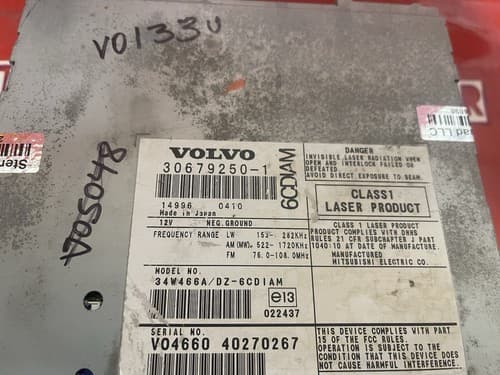 VO133U
VO5048
VOLVO
30679250-1
6CDIAM
14996 0410
Made in Japan
12V NEG.GROUND
FREQUENCY RANGE LW 153- 282KHz
AM(MW) 522-1720KHz
FM 76.0-108.0MHz
MODEL NO.
34W466A/DZ-6CDIAM
e13
022437
SERIAL NO.
V04660 40270267
DANGER
INVISIBLE LASER RADIATION WHEN
OPEN AND INTERLOCK FAILED OR
DEFEATED.
AVOID DIRECT EXPOSURE TO BEAM.
CLASS1
LASER PRODUCT
CLASS 1 LASER PRODUCT
PRODUCT COMPLIES WITH DHHS
RULES 21 CFR SUBCHAPTER J PART
1040:10 AT DATE OF MANUFACTURE.
MANUFACTURED
MITSUBISHI ELECTRIC CO.
THIS DEVICE COMPLIES WITH PART
15 OF THE FCC RULES.
OPERATION IS SUBJECT TO THE
CONDITION THAT THIS DEVICE DOES
NOT CAUSE HARMFUL INTERFERENCE.
ad LLC
Ster